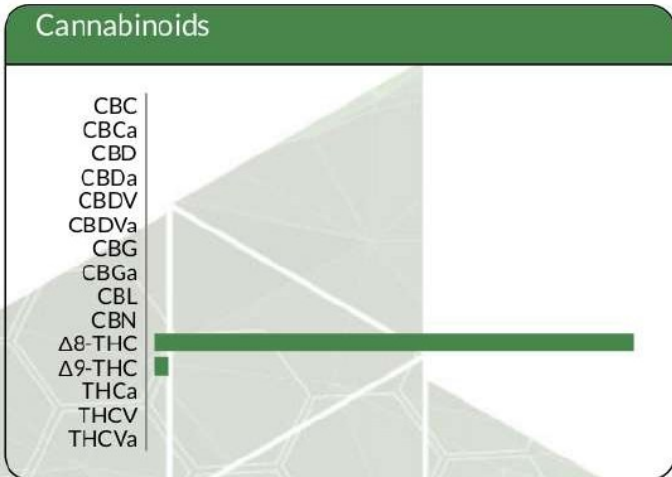 Cannabinoids
CBC
CBCa
CBD
CBDa
CBDV
CBDVa
CBG
CBGa
CBL
CBN
Δ8-THC
Δ9-THC
THCa
THCV
THCVa